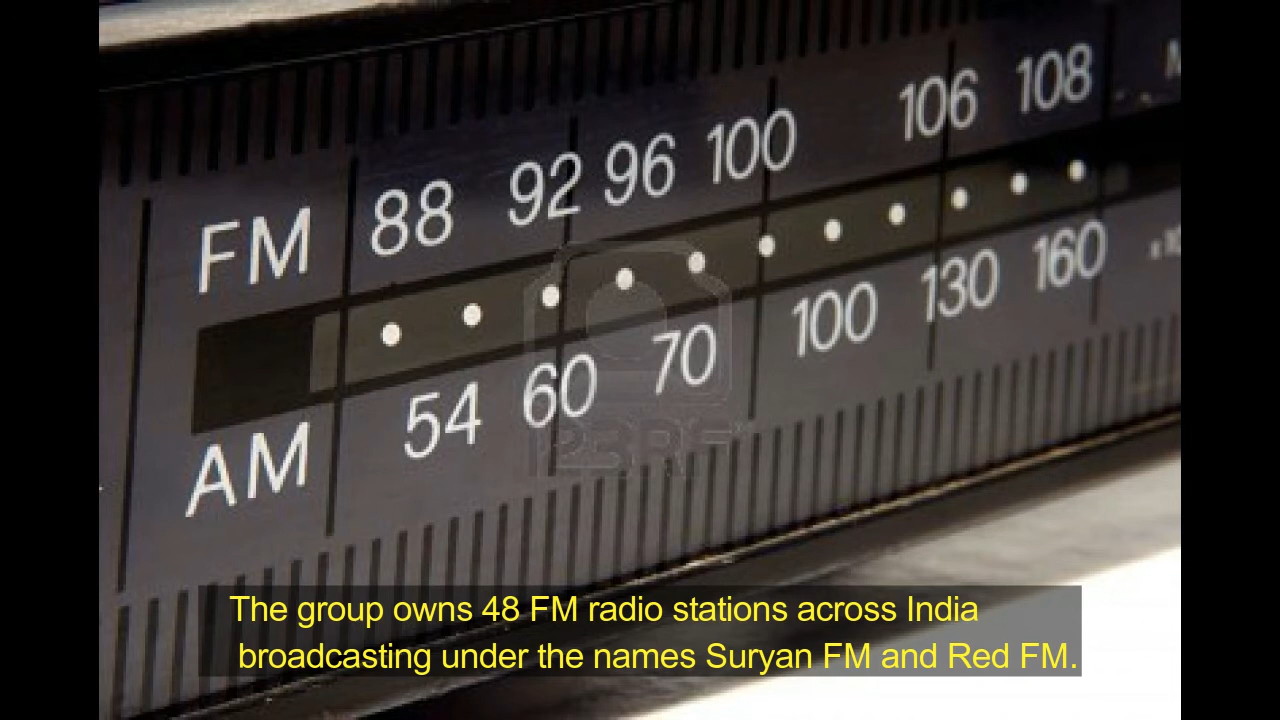 FM 88 92 96 100 106 108 M
54 60 70 100 130 160
AM
123RF
The group owns 48 FM radio stations across India
broadcasting under the names Suryan FM and Red FM.